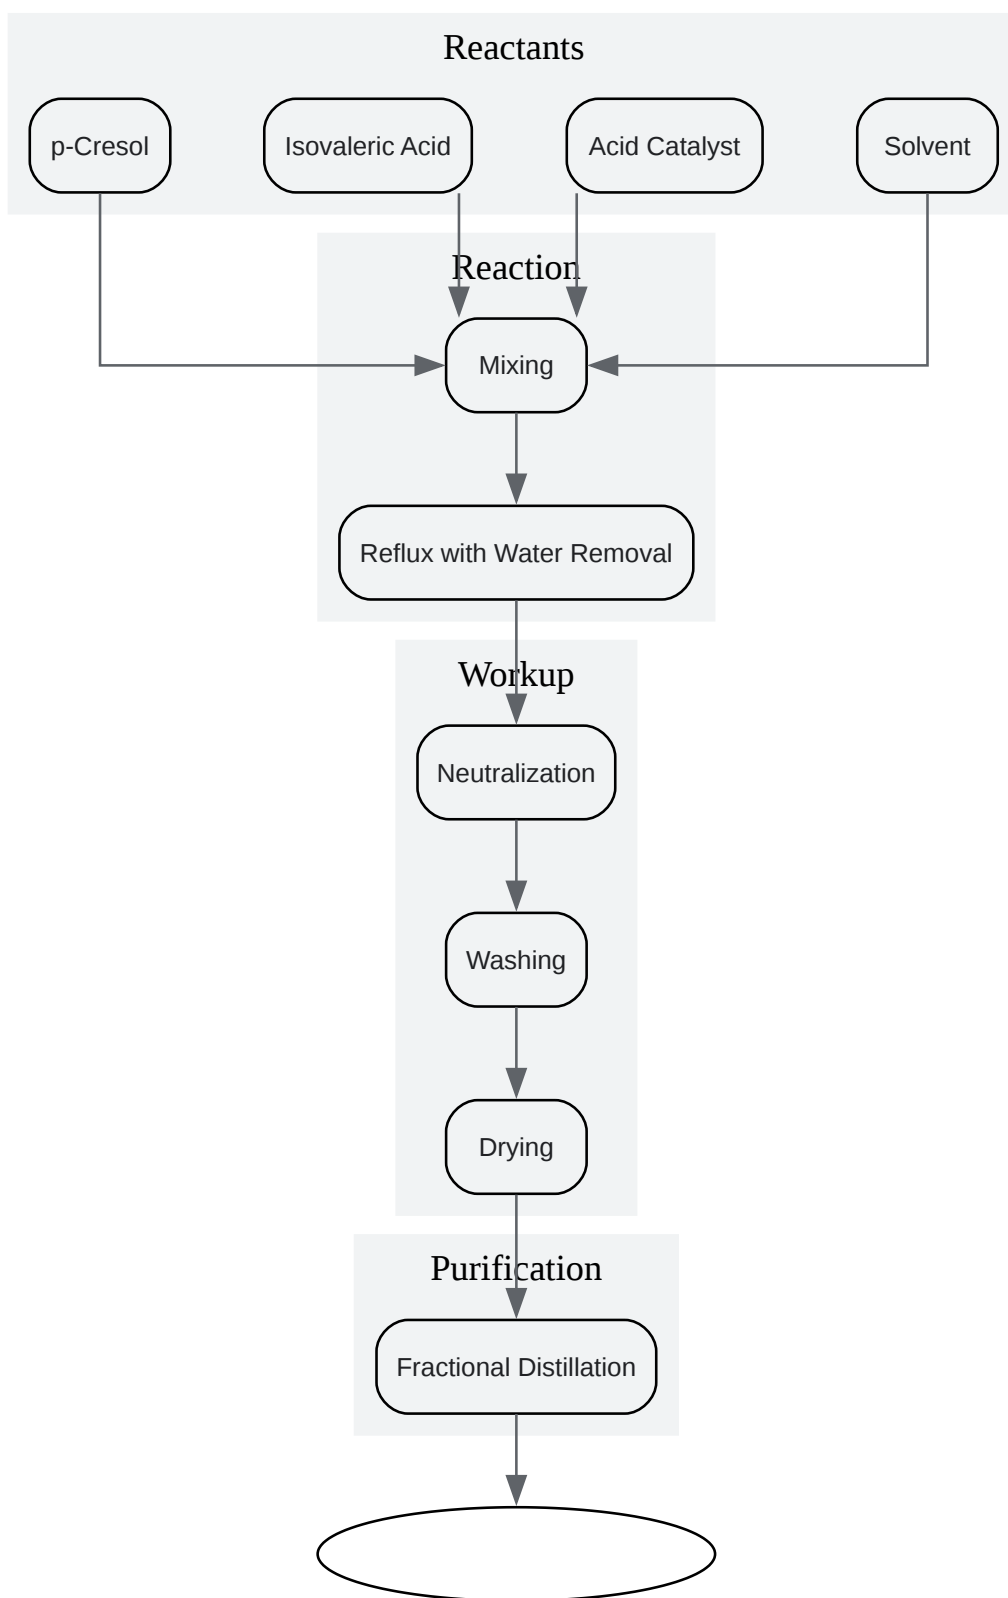 Reactants
p-Cresol
Isovaleric Acid
Acid Catalyst
Solvent
Reaction
Mixing
Reflux with Water Removal
Workup
Neutralization
Washing
Drying
Purification
Fractional Distillation